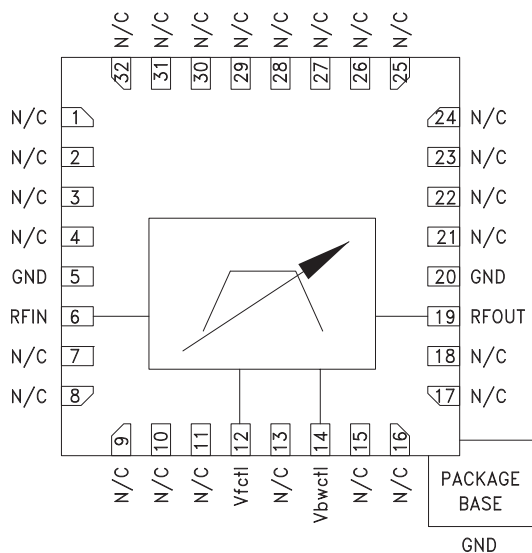 N/C N/C N/C N/C N/C N/C N/C N/C
32 31 30 29 28 27 26 25
N/C 1
N/C 2
N/C 3
N/C 4
GND 5
RFIN 6
N/C 7
N/C 8
24 N/C
23 N/C
22 N/C
21 N/C
20 GND
19 RFOUT
18 N/C
17 N/C
9 10 11 12 13 14 15 16
N/C N/C N/C Vfctl N/C Vbwctl N/C N/C
PACKAGE
BASE
GND